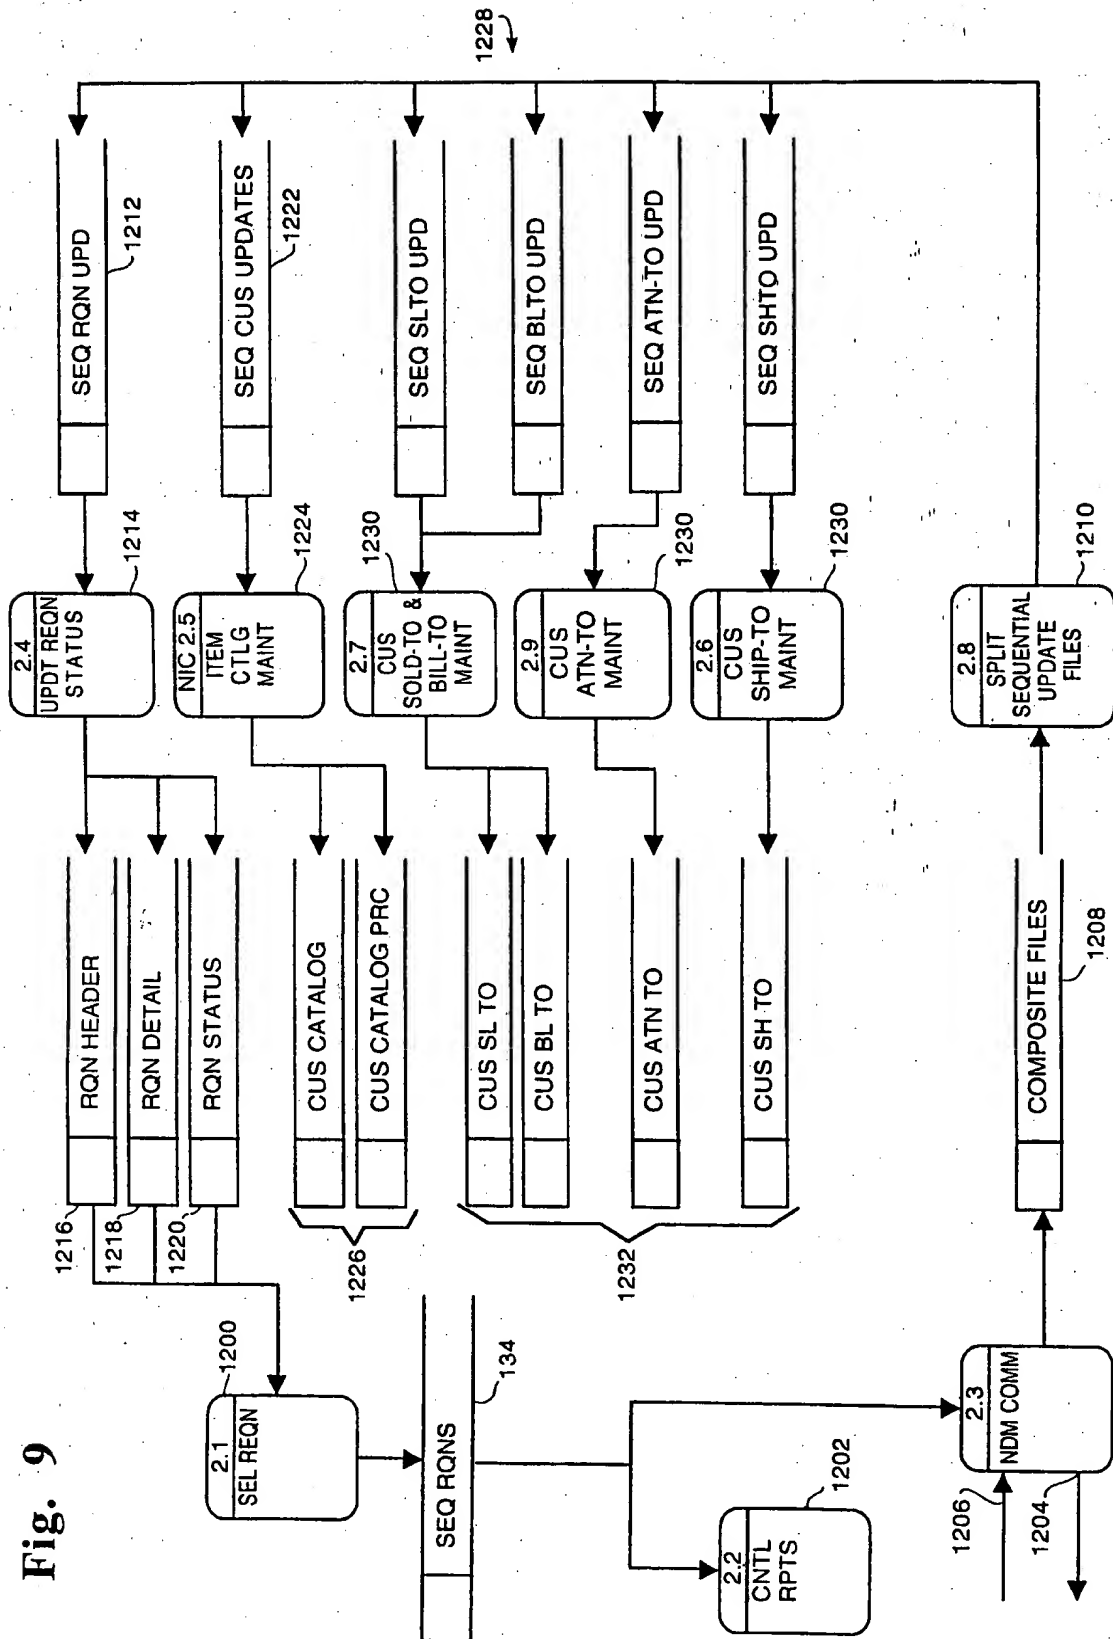 Fig. 9
2.1
SEL REQN
1200
SEQ RQNS
134
2.2
CNTL
RPTS
1202
2.3
NDM COMM
1206
1204
RQN HEADER
1216
RQN DETAIL
1218
RQN STATUS
1220
CUS CATALOG
CUS CATALOG PRC
1226
CUS SL TO
CUS BL TO
CUS ATN TO
CUS SH TO
1232
COMPOSITE FILES
1208
2.4
UPDT REQN
STATUS
1214
NIC 2.5
ITEM
CTLG
MAINT
1224
2.7
CUS
SOLD-TO &
BILL-TO
MAINT
1230
2.9
CUS
ATN-TO
MAINT
1230
2.6
CUS
SHIP-TO
MAINT
1230
2.8
SPLIT
SEQUENTIAL
UPDATE
FILES
1210
SEQ RQN UPD
1212
SEQ CUS UPDATES
1222
SEQ SLTO UPD
SEQ BLTO UPD
SEQ ATN-TO UPD
SEQ SHTO UPD
1228